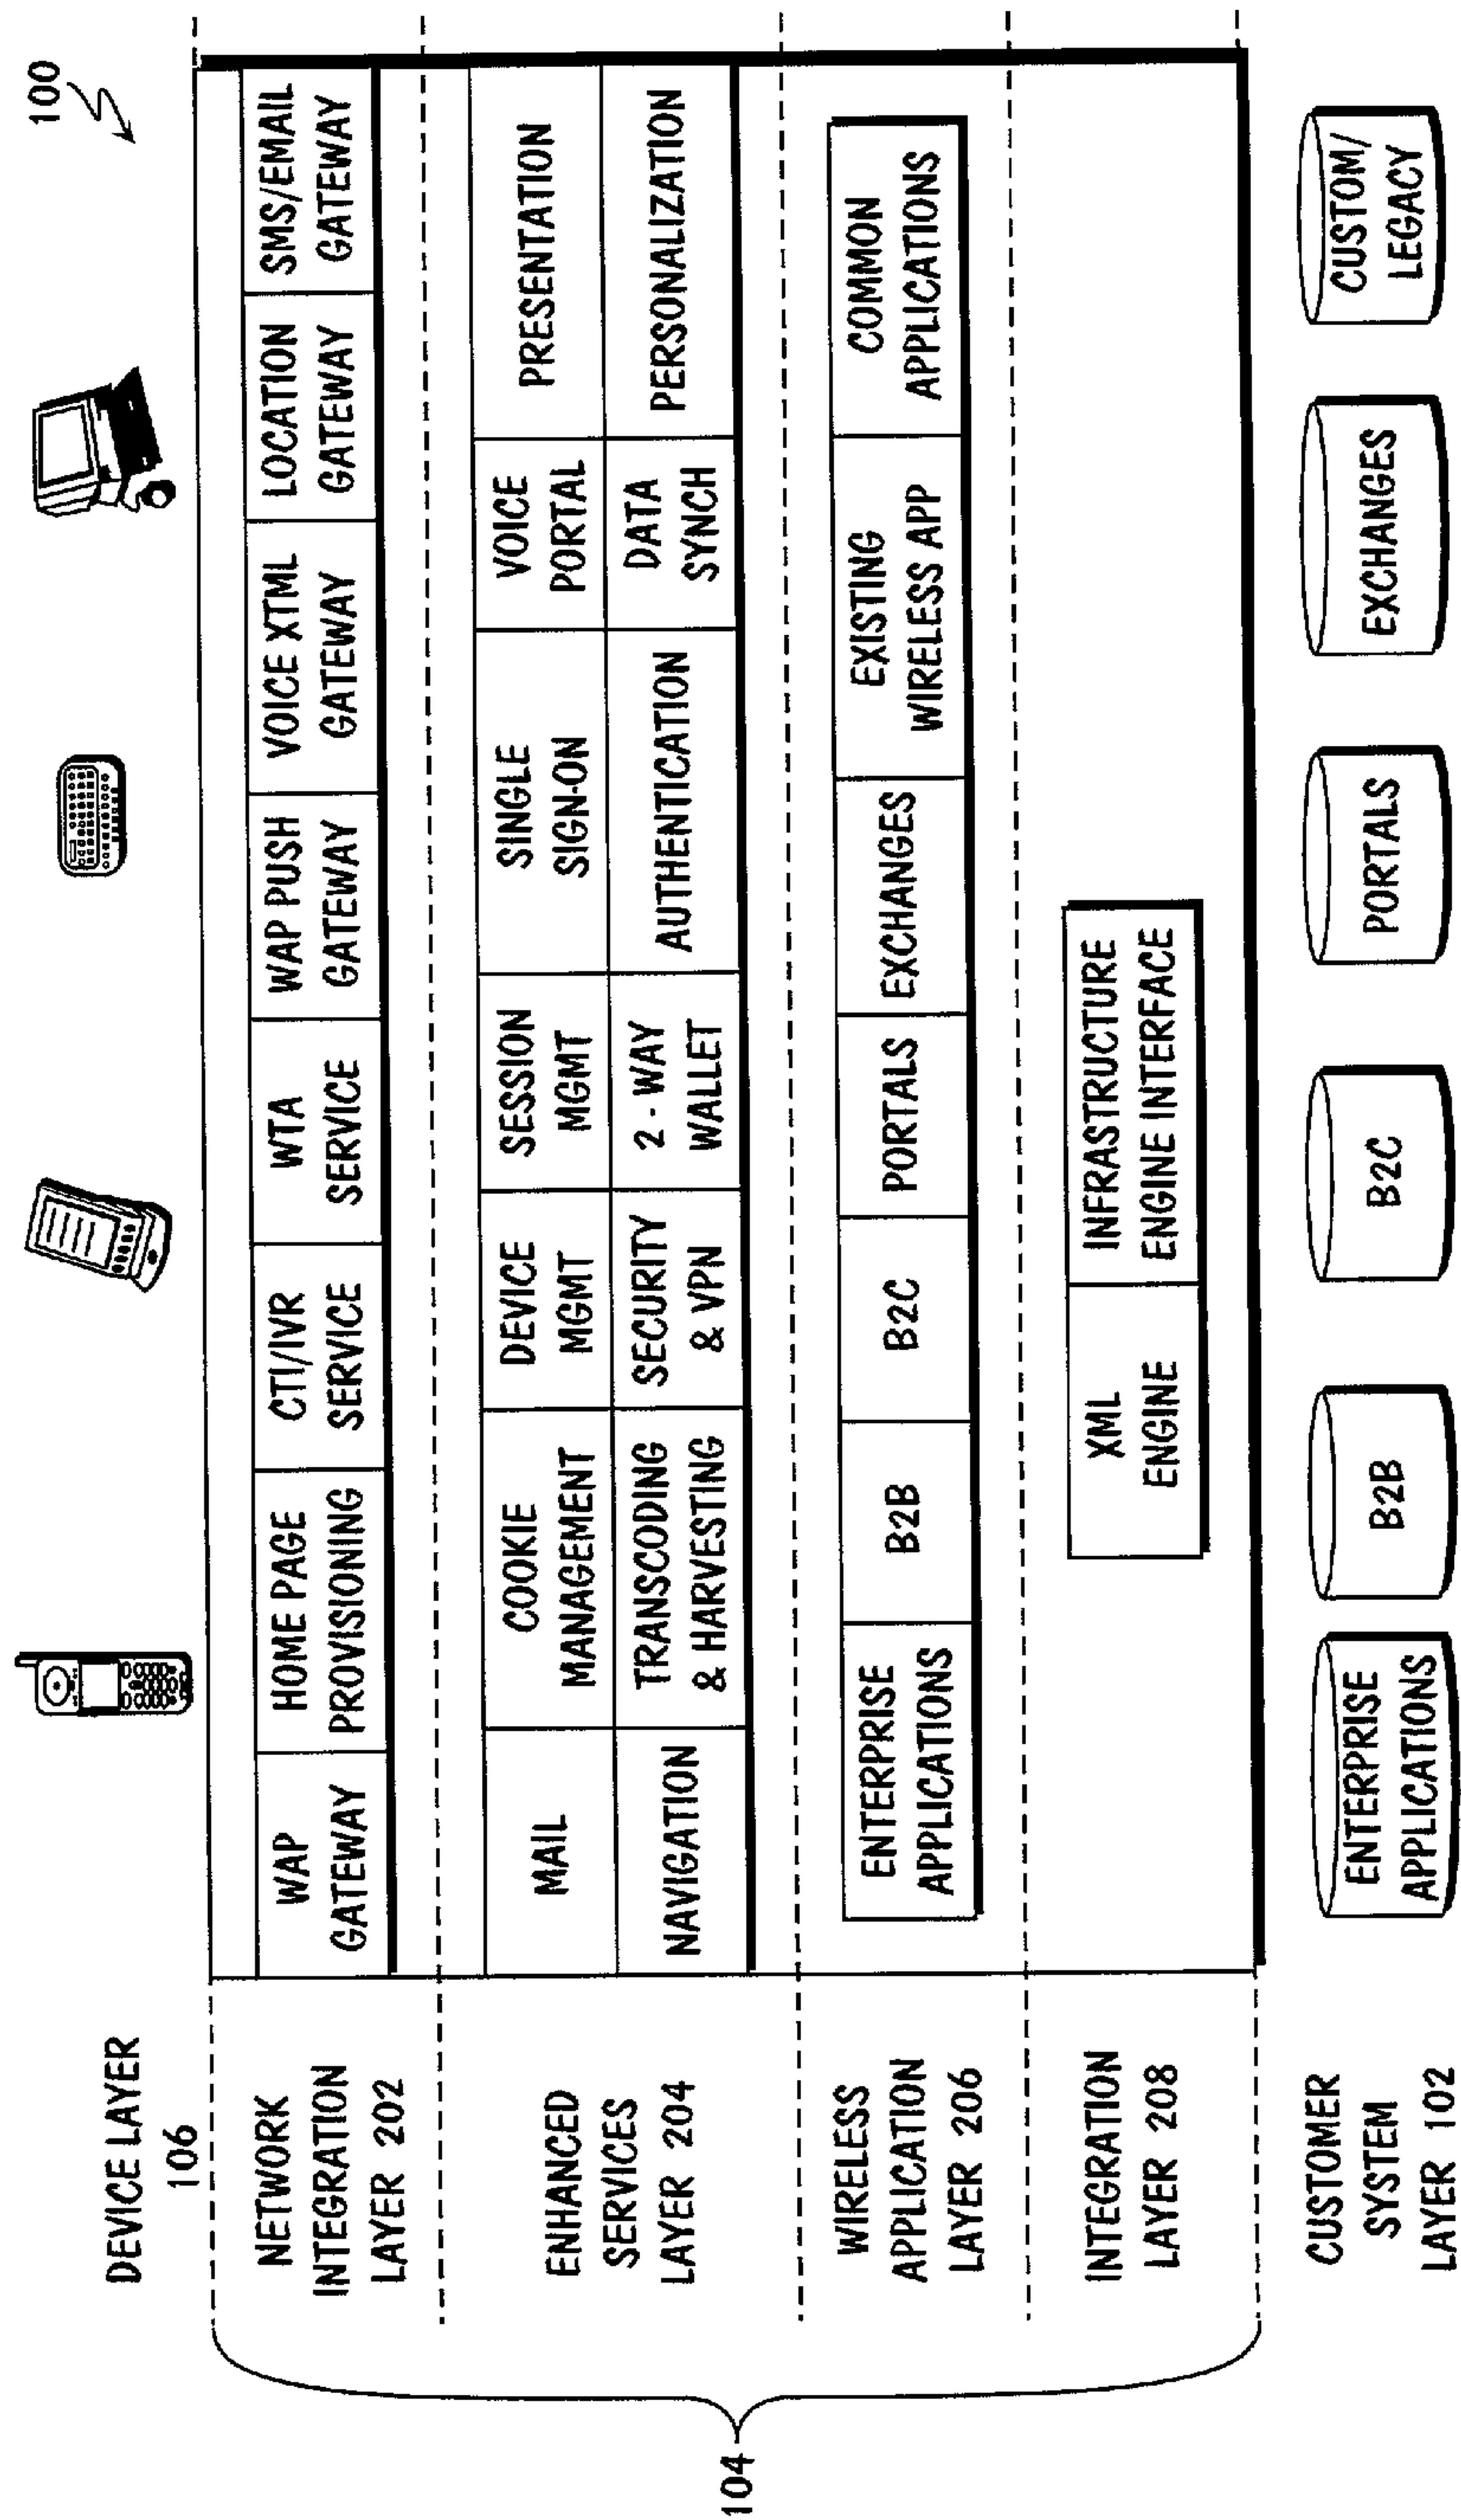 100
DEVICE LAYER
106
NETWORK
INTEGRATION
LAYER 202
WAP
GATEWAY
HOME PAGE
PROVISIONING
CTI/IVR
SERVICE
WTA
SERVICE
WAP PUSH
GATEWAY
VOICE XTML
GATEWAY
LOCATION
GATEWAY
SMS/EMAIL
GATEWAY
104
ENHANCED
SERVICES
LAYER 204
MAIL
COOKIE
MANAGEMENT
DEVICE
MGMT
SESSION
MGMT
SINGLE
SIGN-ON
VOICE
PORTAL
PRESENTATION
NAVIGATION
TRANSCODING
& HARVESTING
SECURITY
& VPN
2 - WAY
WALLET
AUTHENTICATION
DATA
SYNCH
PERSONALIZATION
WIRELESS
APPLICATION
LAYER 206
ENTERPRISE
APPLICATIONS
B2B
B2C
PORTALS
EXCHANGES
EXISTING
WIRELESS APP
COMMON
APPLICATIONS
INTEGRATION
LAYER 208
XML
ENGINE
INFRASTRUCTURE
ENGINE INTERFACE
CUSTOMER
SYSTEM
LAYER 102
ENTERPRISE
APPLICATIONS
B2B
B2C
PORTALS
EXCHANGES
CUSTOM/
LEGACY